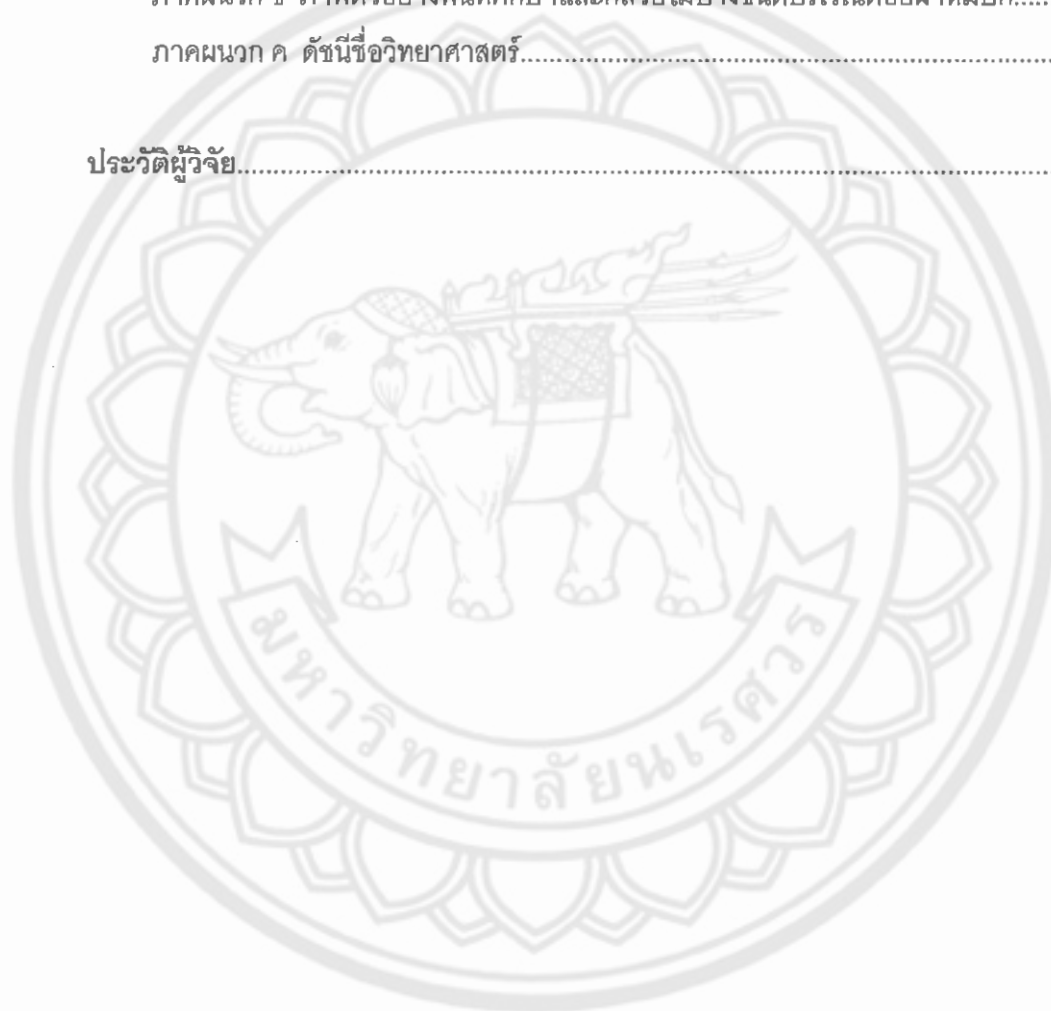 ภาคผนวก ค ดัชนีชื่อวิทยาศาสตร์
ประวัติผู้วิจัย
มหาวิทยาลัยนเรศวร